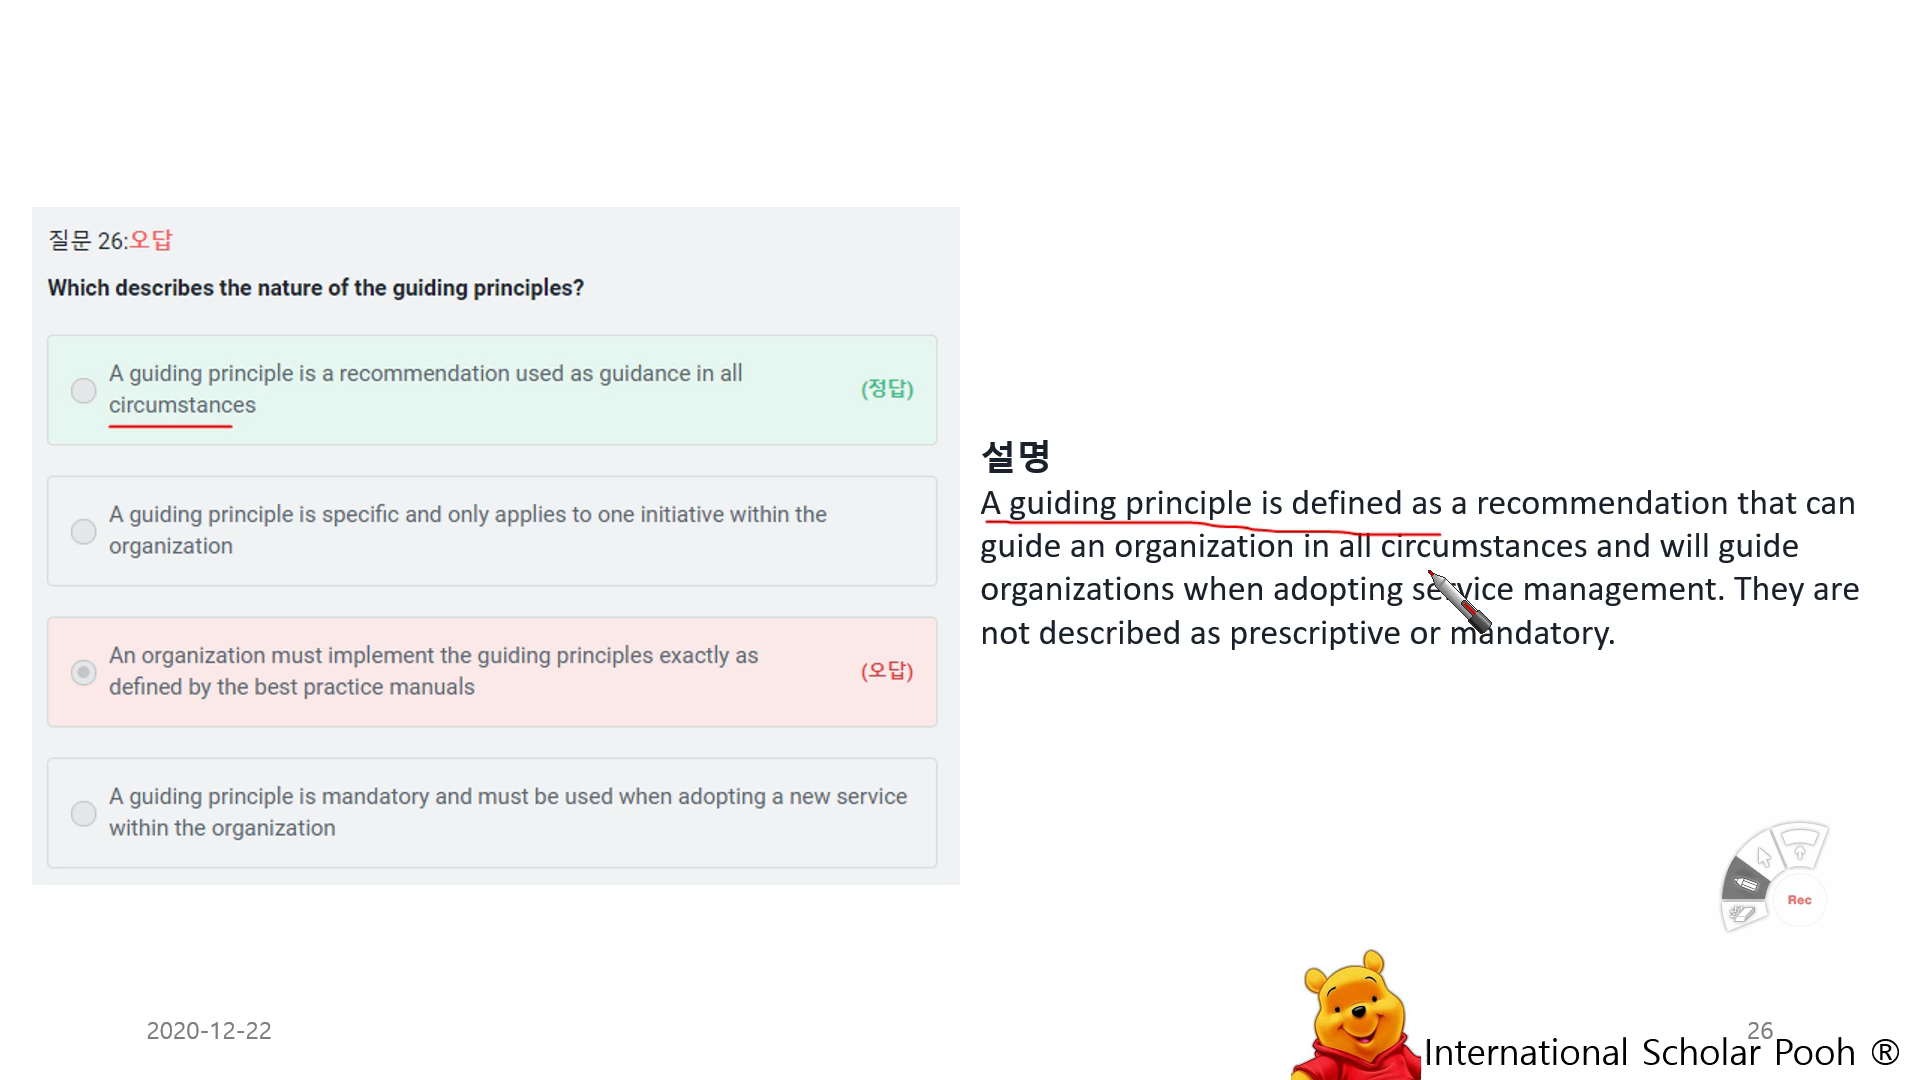 질문 26:오답
Which describes the nature of the guiding principles?
A guiding principle is a recommendation used as guidance in all
circumstances
(정답)
A guiding principle is specific and only applies to one initiative within the
organization
An organization must implement the guiding principles exactly as
defined by the best practice manuals
(오답)
A guiding principle is mandatory and must be used when adopting a new service
within the organization
설명
A guiding principle is defined as a recommendation that can
guide an organization in all circumstances and will guide
organizations when adopting service management. They are
not described as prescriptive or mandatory.
Rec
2020-12-22
26
International Scholar Pooh ®